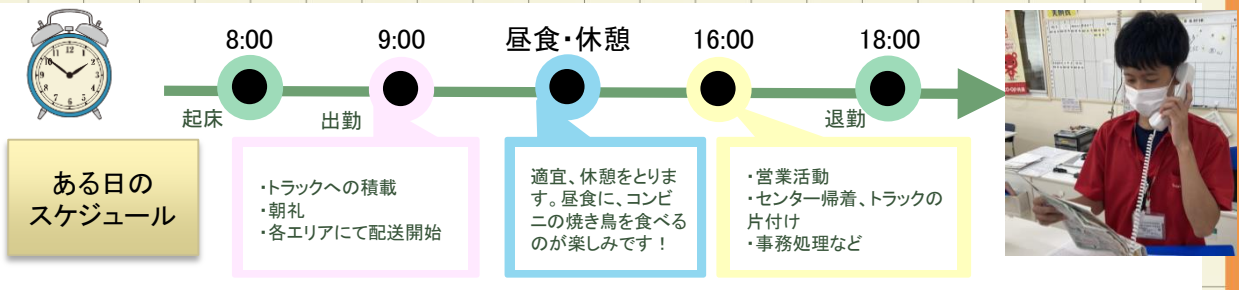 8:00
9:00
昼食・休憩
16:00
18:00
起床
出勤
退勤
ある日の
スケジュール
・トラックへの積載
・朝礼
・各エリアにて配送開始
適宜、休憩をとりま
す。昼食に、コンビ
ニの焼き鳥を食べる
のが楽しみです！
・営業活動
・センター帰着、トラックの
片付け
・事務処理など